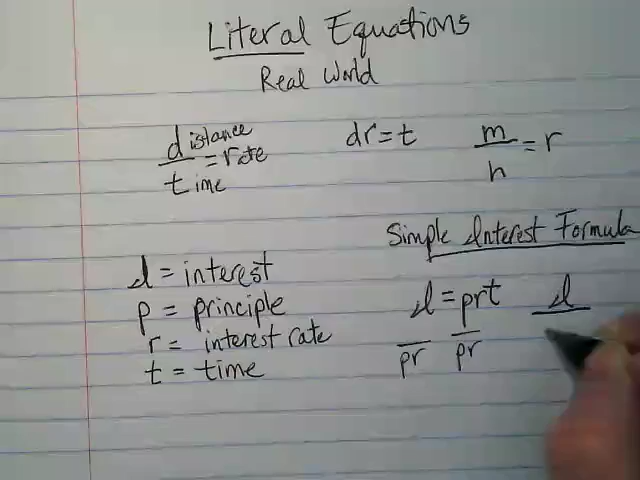 Literal Equations
Real World
distance
time
= rate
dr = t
m
h
= r
Simple Interest Formula
I = interest
p = principle
r = interest rate
t = time
I = prt
pr
pr
I